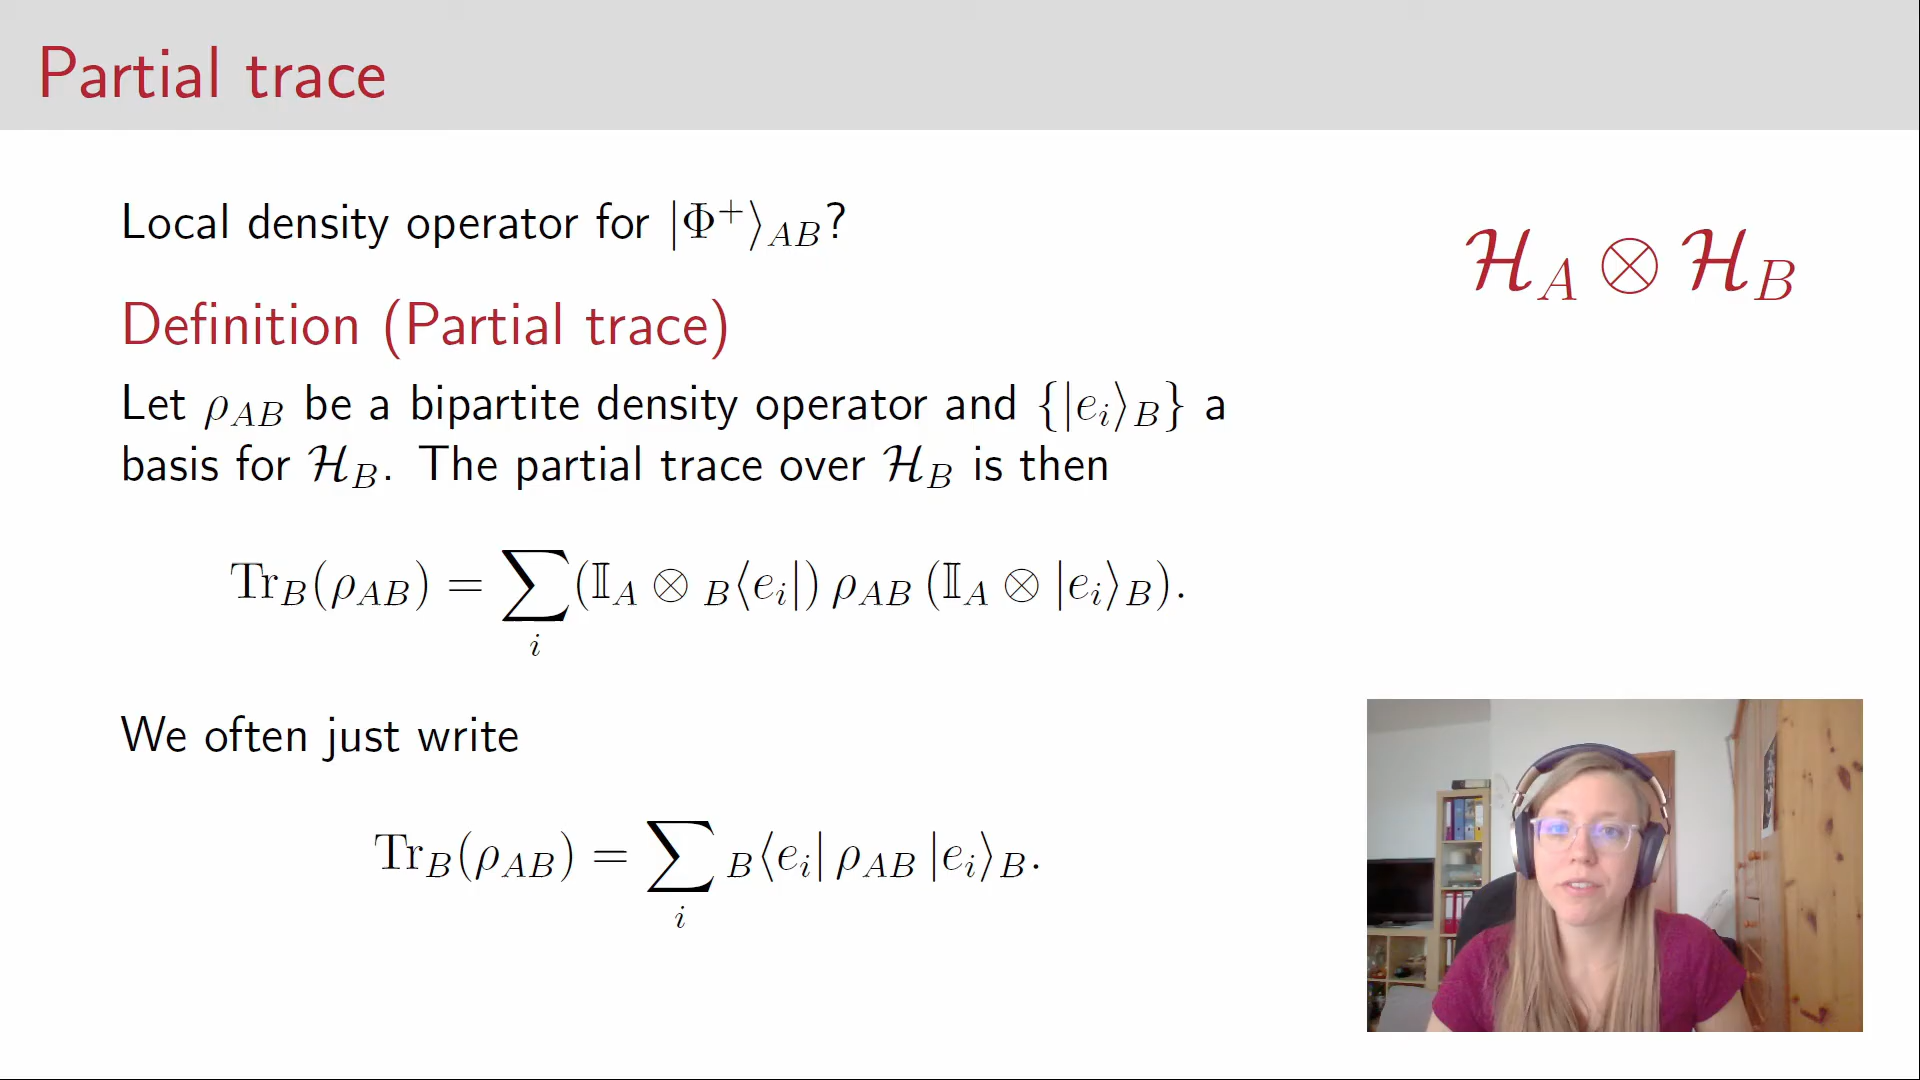 Partial trace
Local density operator for |Φ⁺⟩_AB?
ℋ_A ⊗ ℋ_B
Definition (Partial trace)
Let ρ_AB be a bipartite density operator and {|e_i⟩_B} a
basis for ℋ_B. The partial trace over ℋ_B is then
Tr_B(ρ_AB) = ∑_i (𝕀_A ⊗ _B⟨e_i|) ρ_AB (𝕀_A ⊗ |e_i⟩_B).
We often just write
Tr_B(ρ_AB) = ∑_i _B⟨e_i| ρ_AB |e_i⟩_B.